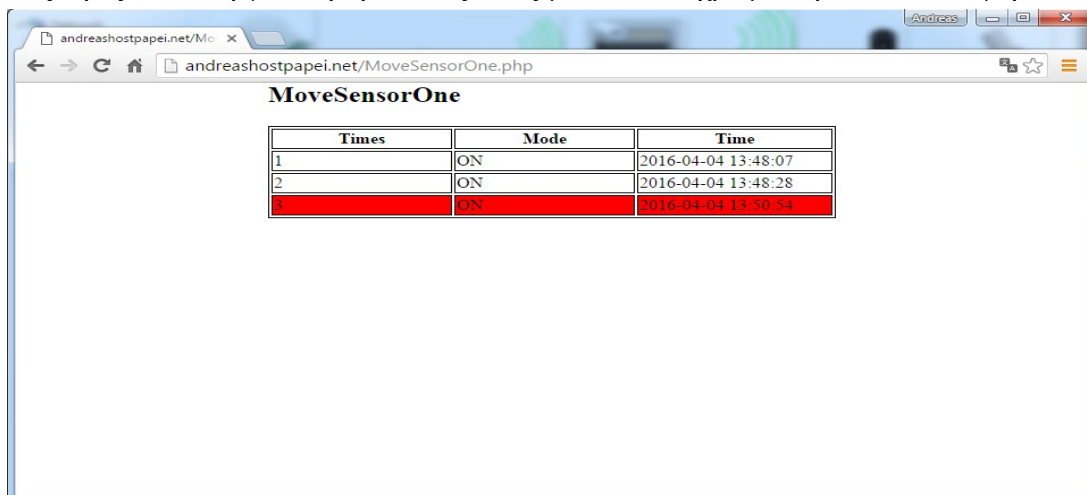 Andreas
andreashostpapei.net/Mo
andreashostpapei.net/MoveSensorOne.php
MoveSensorOne
Times Mode Time
1 ON 2016-04-04 13:48:07
2 ON 2016-04-04 13:48:28
3 ON 2016-04-04 13:50:54